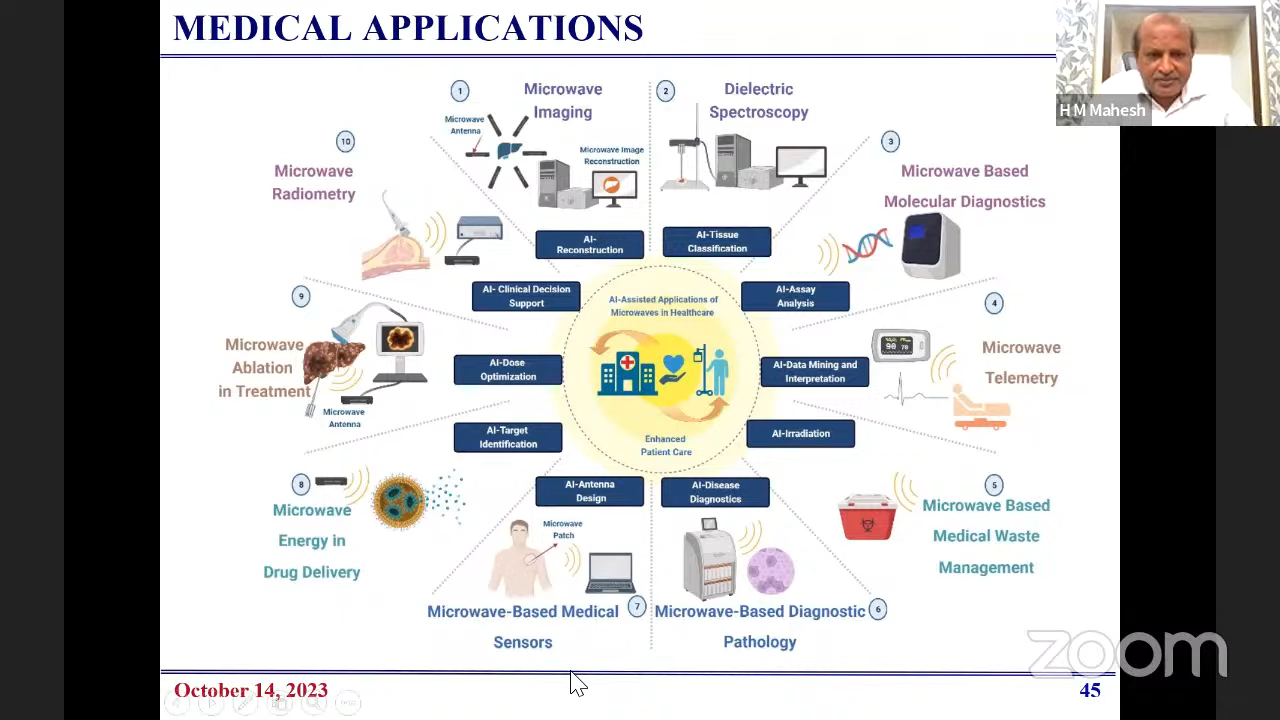 MEDICAL APPLICATIONS
H M Mahesh
1
Microwave
Imaging
Microwave
Antenna
Microwave Image
Reconstruction
AI-
Reconstruction
2
Dielectric
Spectroscopy
AI-Tissue
Classification
3
Microwave Based
Molecular Diagnostics
AI-Assay
Analysis
4
Microwave
Telemetry
90 78
AI-Data Mining and
Interpretation
5
Microwave Based
Medical Waste
Management
AI-Irradiation
6
Microwave-Based Diagnostic
Pathology
AI-Disease
Diagnostics
7
Microwave-Based Medical
Sensors
Microwave
Patch
AI-Antenna
Design
8
Microwave
Energy in
Drug Delivery
AI-Target
Identification
9
Microwave
Ablation
in Treatment
Microwave
Antenna
AI-Dose
Optimization
10
Microwave
Radiometry
AI- Clinical Decision
Support
AI-Assisted Applications of
Microwaves in Healthcare
Enhanced
Patient Care
zoom
October 14, 2023
45